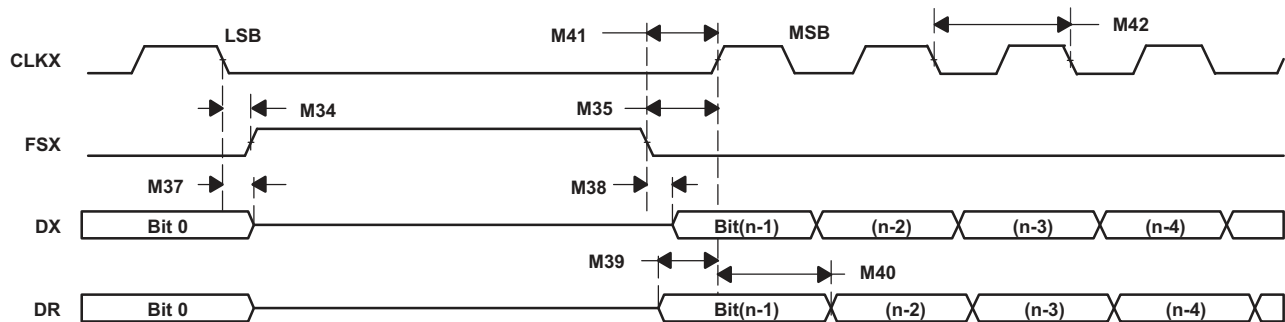 LSB M41 MSB M42
CLKX
M34 M35
FSX
M37 M38
DX Bit 0 Bit(n-1) (n-2) (n-3) (n-4)
M39 M40
DR Bit 0 Bit(n-1) (n-2) (n-3) (n-4)